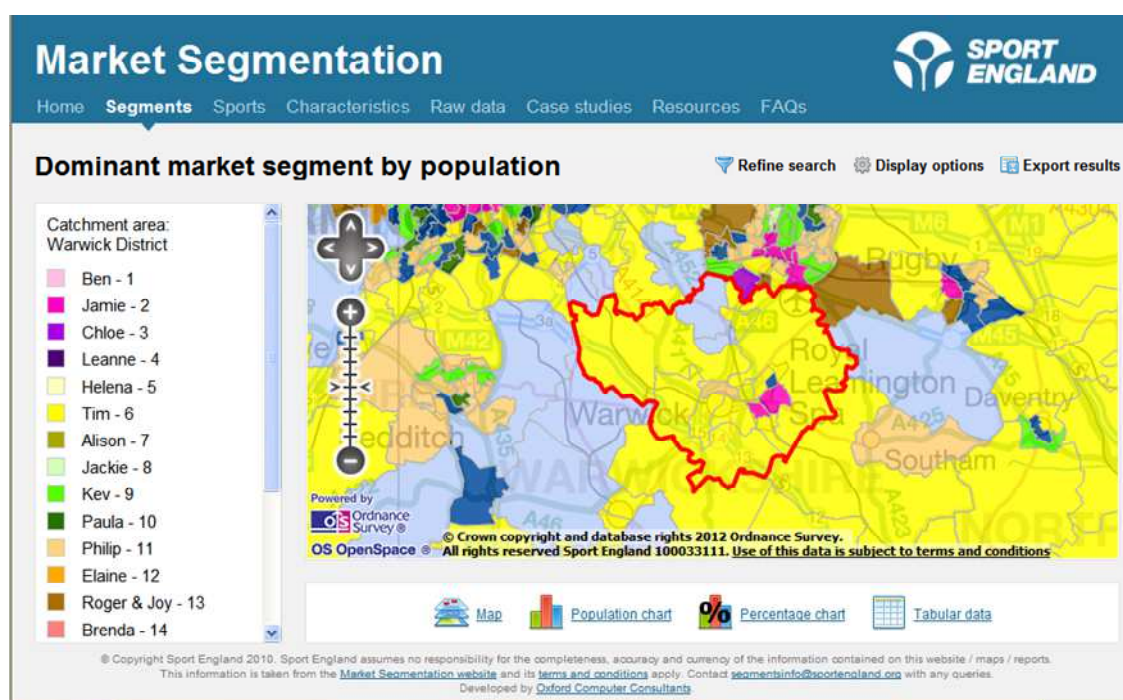 Market Segmentation
SPORT
ENGLAND
Home Segments Sports Characteristics Raw data Case studies Resources FAQs
Dominant market segment by population
Refine search Display options Export results
Catchment area:
Warwick District
Ben - 1
Jamie - 2
Chloe - 3
Leanne - 4
Helena - 5
Tim - 6
Alison - 7
Jackie - 8
Kev - 9
Paula - 10
Philip - 11
Elaine - 12
Roger & Joy - 13
Brenda - 14
M6
M1
A4304
Rugby
A46
M42
3a
M45
18
Royal
Leamington
Spa
Warwick
Daventry
A425
Southam
A435
A45
A423
A46
12
13
WARWICKSHIRE
Powered by
Ordnance
Survey ®
OS OpenSpace ®
© Crown copyright and database rights 2012 Ordnance Survey.
All rights reserved Sport England 100033111. Use of this data is subject to terms and conditions
Map Population chart % Percentage chart Tabular data
© Copyright Sport England 2010. Sport England assumes no responsibility for the completeness, accuracy and currency of the information contained on this website / maps / reports.
This information is taken from the Market Segmentation website and its terms and conditions apply. Contact segmentsinfo@sportengland.org with any queries.
Developed by Oxford Computer Consultants